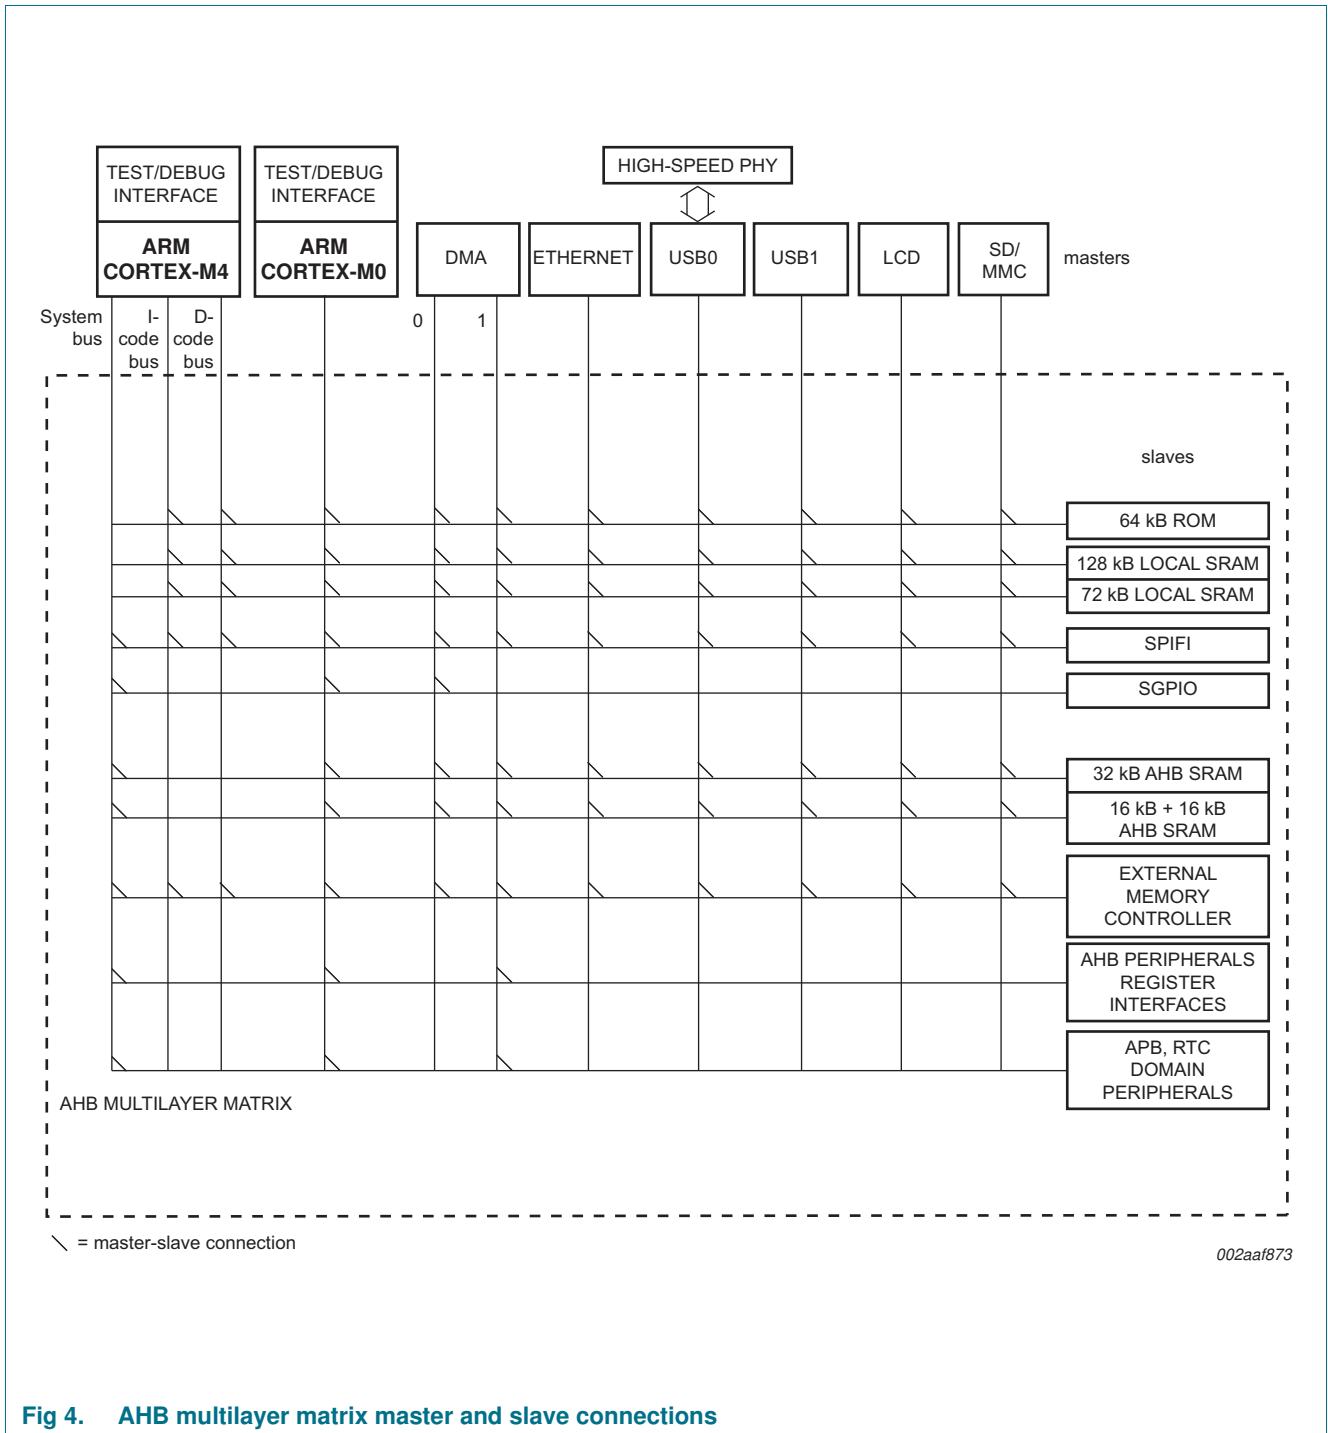 HIGH-SPEED PHY
TEST/DEBUG
INTERFACE
ARM
CORTEX-M4
TEST/DEBUG
INTERFACE
ARM
CORTEX-M0
DMA
ETHERNET
USB0
USB1
LCD
SD/
MMC
masters
System
bus
I-
code
bus
D-
code
bus
0
1
slaves
64 kB ROM
128 kB LOCAL SRAM
72 kB LOCAL SRAM
SPIFI
SGPIO
32 kB AHB SRAM
16 kB + 16 kB
AHB SRAM
EXTERNAL
MEMORY
CONTROLLER
AHB PERIPHERALS
REGISTER
INTERFACES
APB, RTC
DOMAIN
PERIPHERALS
AHB MULTILAYER MATRIX
= master-slave connection
002aaf873
Fig 4. AHB multilayer matrix master and slave connections